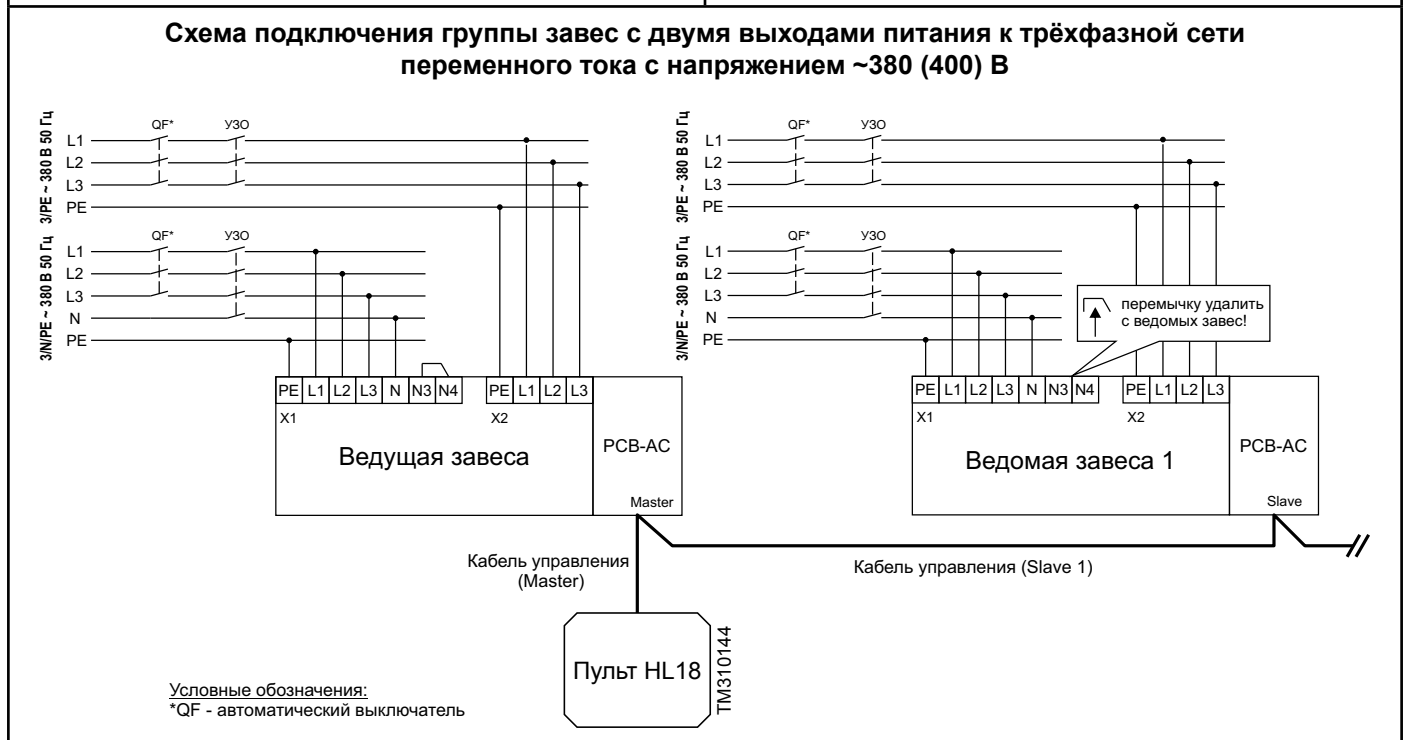 Схема подключения группы завес с двумя выходами питания к трёхфазной сети
переменного тока с напряжением ~380 (400) В
3/PE ~ 380 В 50 Гц
QF* УЗО
L1
L2
L3
PE
3/N/PE ~ 380 В 50 Гц
QF* УЗО
L1
L2
L3
N
PE
PE L1 L2 L3 N N3 N4 PE L1 L2 L3
X1 X2
Ведущая завеса
PCB-AC
Master
3/PE ~ 380 В 50 Гц
QF* УЗО
L1
L2
L3
PE
3/N/PE ~ 380 В 50 Гц
QF* УЗО
L1
L2
L3
N
PE
перемычку удалить
с ведомых завес!
PE L1 L2 L3 N N3 N4 PE L1 L2 L3
X1 X2
Ведомая завеса 1
PCB-AC
Slave
Кабель управления
(Master)
Кабель управления (Slave 1)
Пульт HL18
TM310144
Условные обозначения:
*QF - автоматический выключатель